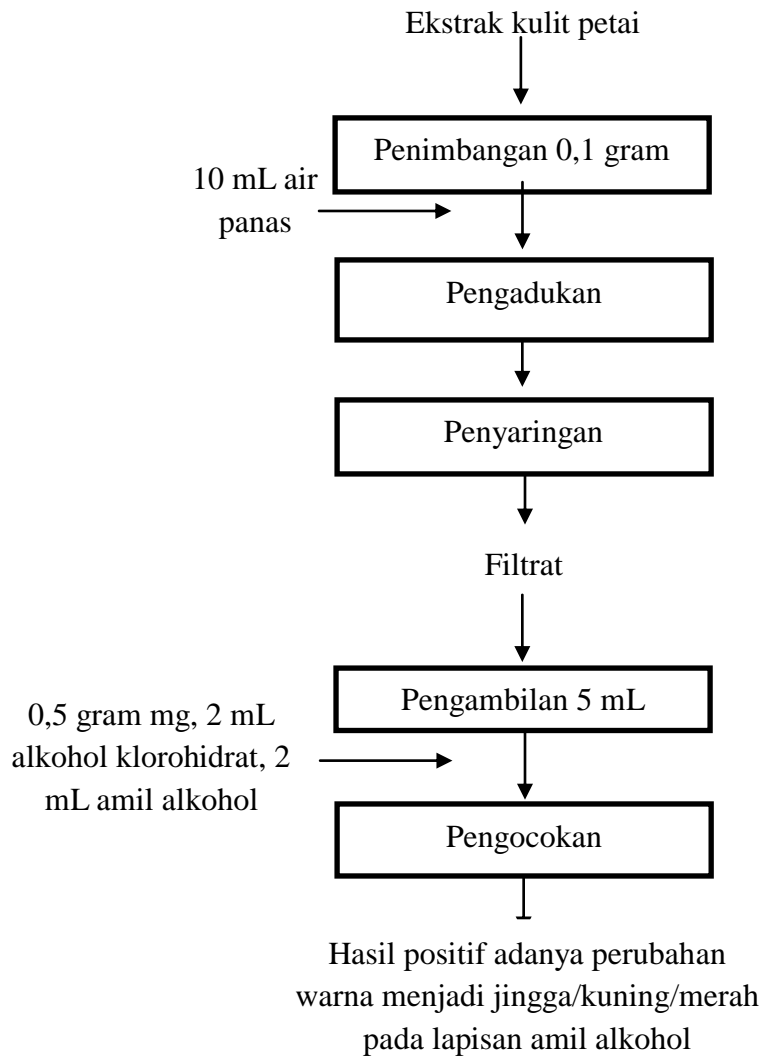 Ekstrak kulit petai
Penimbangan 0,1 gram
10 mL air
panas
Pengadukan
Penyaringan
Filtrat
Pengambilan 5 mL
0,5 gram mg, 2 mL
alkohol klorohidrat, 2
mL amil alkohol
Pengocokan
Hasil positif adanya perubahan
warna menjadi jingga/kuning/merah
pada lapisan amil alkohol